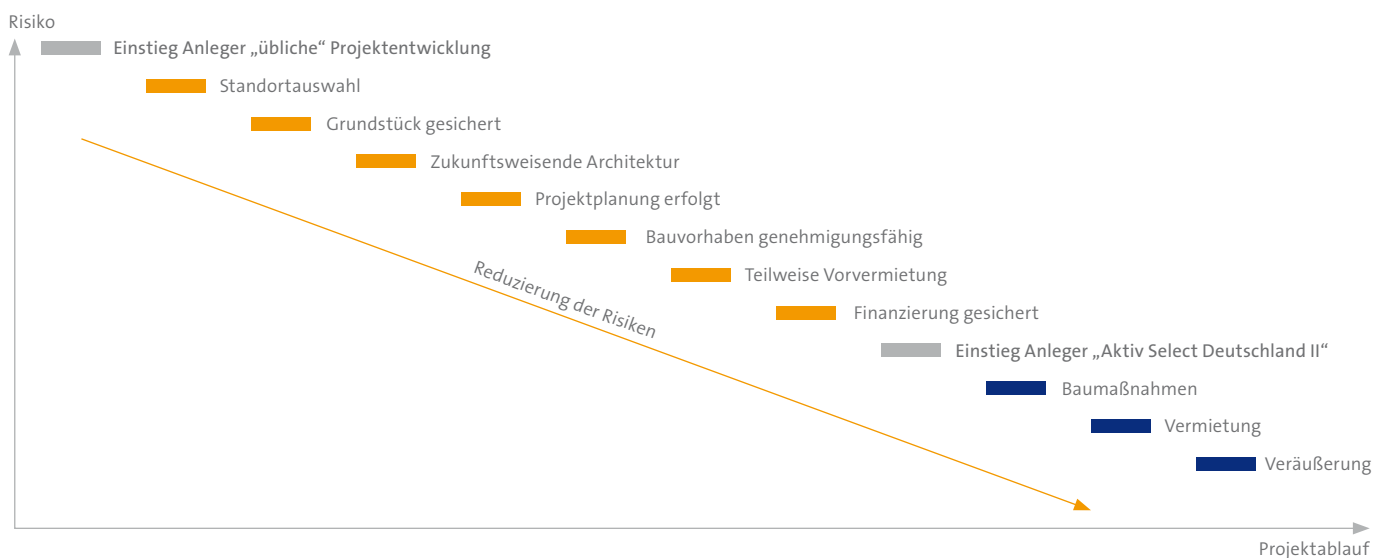 Risiko
Einstieg Anleger „übliche“ Projektentwicklung
Standortauswahl
Grundstück gesichert
Zukunftsweisende Architektur
Projektplanung erfolgt
Bauvorhaben genehmigungsfähig
Reduzierung der Risiken
Teilweise Vorvermietung
Finanzierung gesichert
Einstieg Anleger „Aktiv Select Deutschland II“
Baumaßnahmen
Vermietung
Veräußerung
Projektablauf